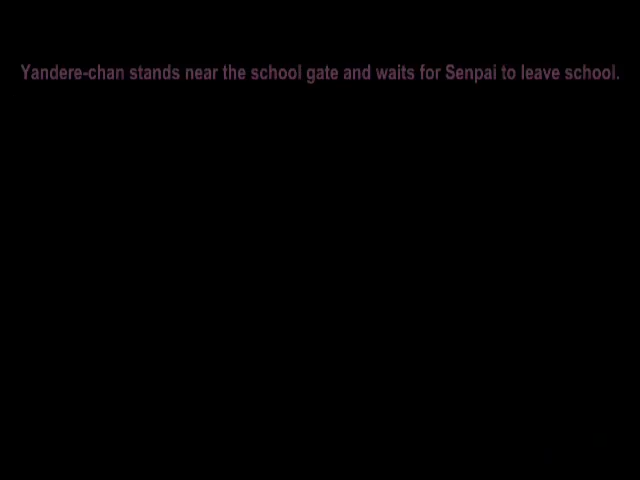 Yandere-chan stands near the school gate and waits for Senpai to leave school.